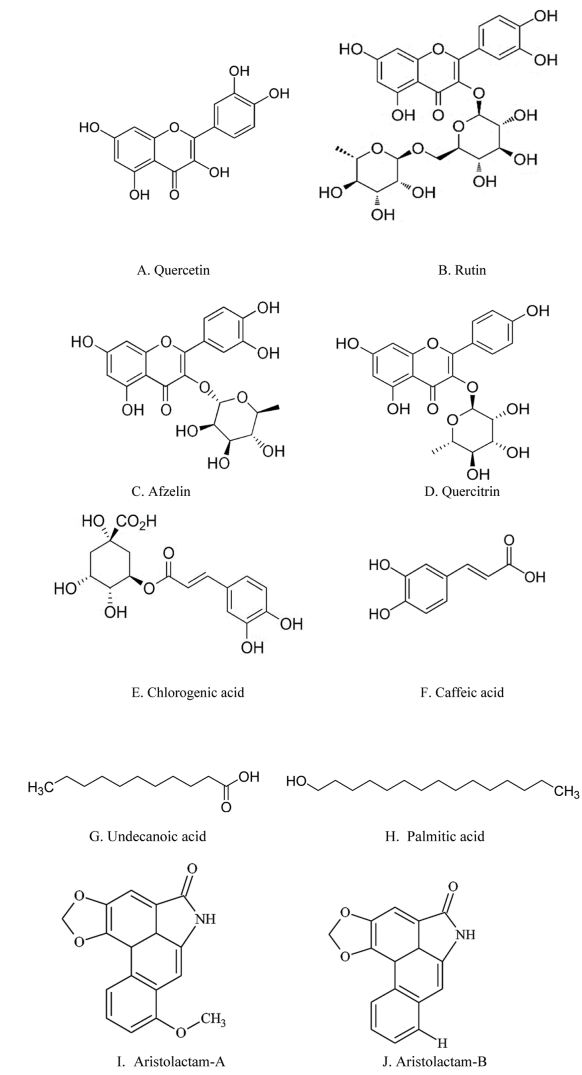 OH
OH
HO O
OH
OH O
A. Quercetin
OH
HO O OH
O
OH O OH
O
O O OH
OH
HO OH
OH
B. Rutin
OH
HO O OH
O
O
OH O
HO
OH
HO
C. Afzelin
OH
HO O
O
OH O OH
O
OH
OH
D. Quercitrin
HO CO2H
O
HO O
OH
OH
OH
E. Chlorogenic acid
O
HO
OH
HO
F. Caffeic acid
H3C OH
O
G. Undecanoic acid
HO
CH3
H. Palmitic acid
O
O
NH
O
O CH3
I. Aristolactam-A
O
O
NH
O
H
J. Aristolactam-B